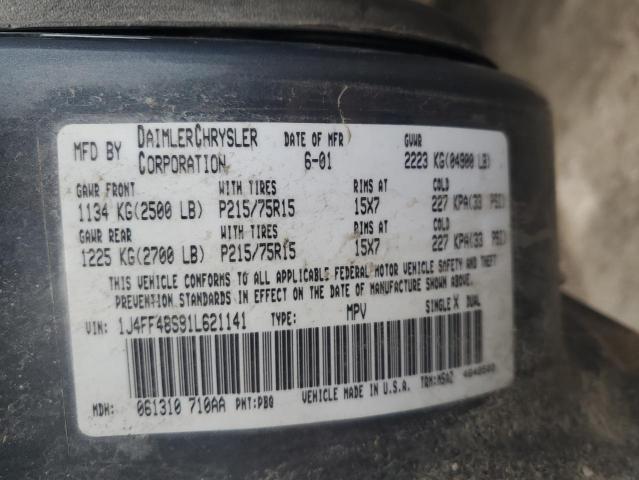 MFD BY DAIMLERCHRYSLER CORPORATION DATE OF MFR 6-01 GVWR 2223 KG(04900 LB)
GAWR FRONT WITH TIRES RIMS AT COLD
1134 KG(2500 LB) P215/75R15 15X7 227 KPA(33 PSI)
GAWR REAR WITH TIRES RIMS AT COLD
1225 KG(2700 LB) P215/75R15 15X7 227 KPA(33 PSI)
THIS VEHICLE CONFORMS TO ALL APPLICABLE FEDERAL MOTOR VEHICLE SAFETY AND THEFT
PREVENTION STANDARDS IN EFFECT ON THE DATE OF MANUFACTURE SHOWN ABOVE.
VIN: 1J4FF48S91L621141 TYPE: MPV SINGLE X DUAL
MDH: 061310 710AA PNT:PBQ VEHICLE MADE IN U.S.A. TRM:MSAZ